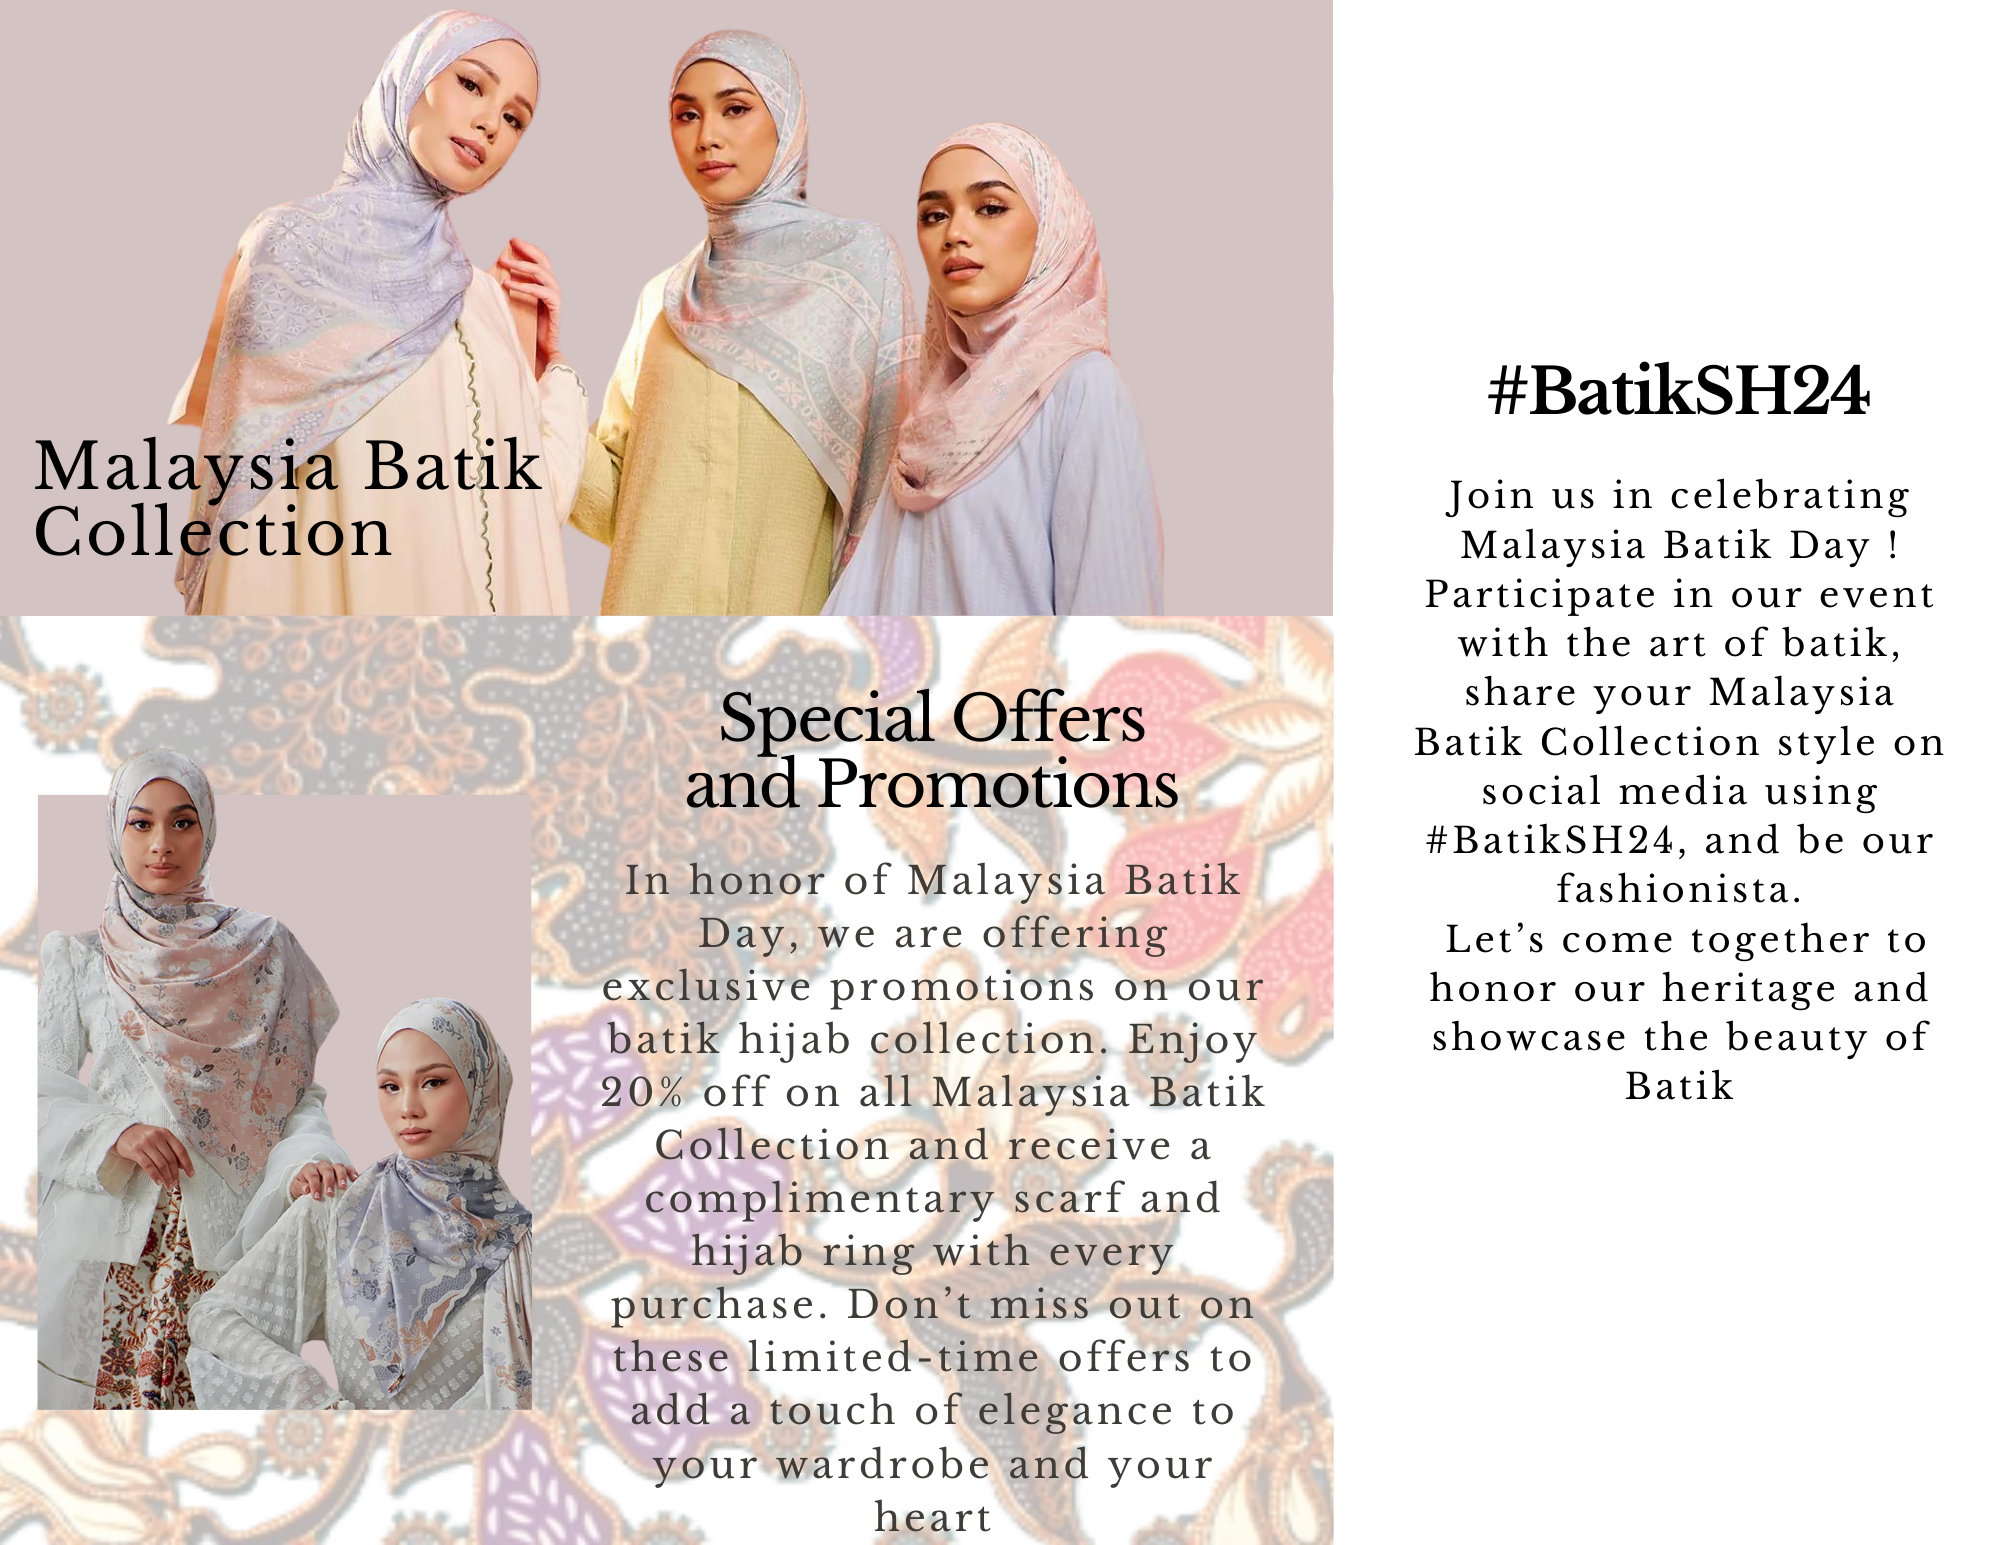 Malaysia Batik
Collection
Special Offers
and Promotions
In honor of Malaysia Batik
Day, we are offering
exclusive promotions on our
batik hijab collection. Enjoy
20% off on all Malaysia Batik
Collection and receive a
complimentary scarf and
hijab ring with every
purchase. Don’t miss out on
these limited-time offers to
add a touch of elegance to
your wardrobe and your
heart
#BatikSH24
Join us in celebrating
Malaysia Batik Day !
Participate in our event
with the art of batik,
share your Malaysia
Batik Collection style on
social media using
#BatikSH24, and be our
fashionista.
Let’s come together to
honor our heritage and
showcase the beauty of
Batik